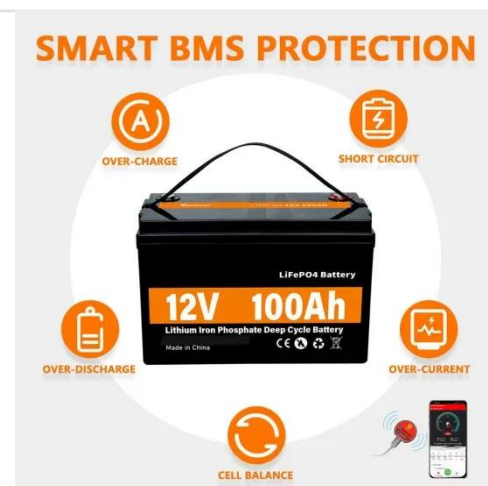 SMART BMS PROTECTION
OVER-CHARGE
SHORT CIRCUIT
LiFePO4 Battery
12V 100Ah
Lithium Iron Phosphate Deep Cycle Battery
Made in China
CE
OVER-DISCHARGE
OVER-CURRENT
CELL BALANCE